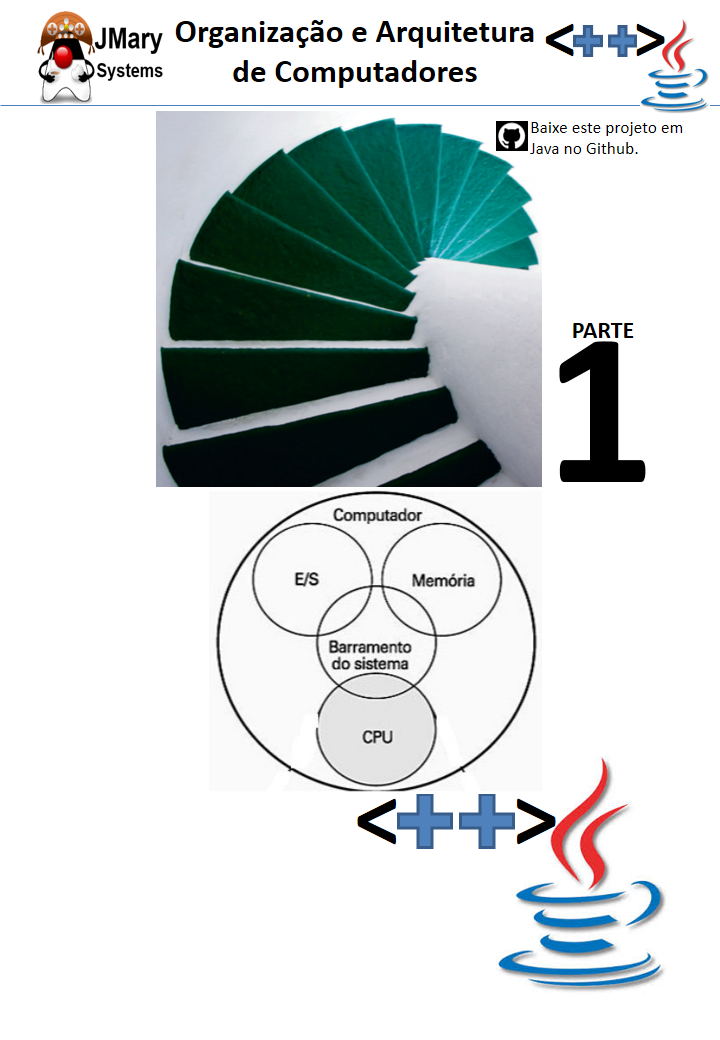 JMary
Systems
Organização e Arquitetura
de Computadores
<++>
Baixe este projeto em
Java no Github.
PARTE
1
Computador
E/S
Memória
Barramento
do sistema
CPU
<++>